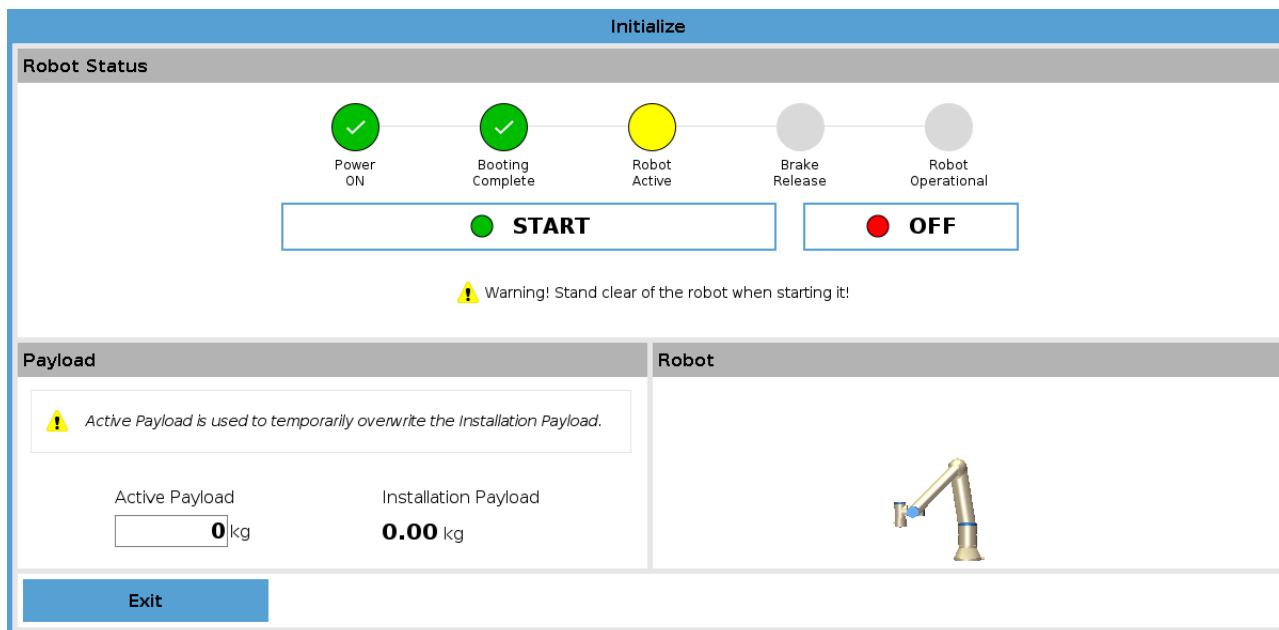 Initialize
Robot Status
Power
ON
Booting
Complete
Robot
Active
Brake
Release
Robot
Operational
START
OFF
Warning! Stand clear of the robot when starting it!
Payload
Active Payload is used to temporarily overwrite the Installation Payload.
Active Payload
0 kg
Installation Payload
0.00 kg
Robot
Exit